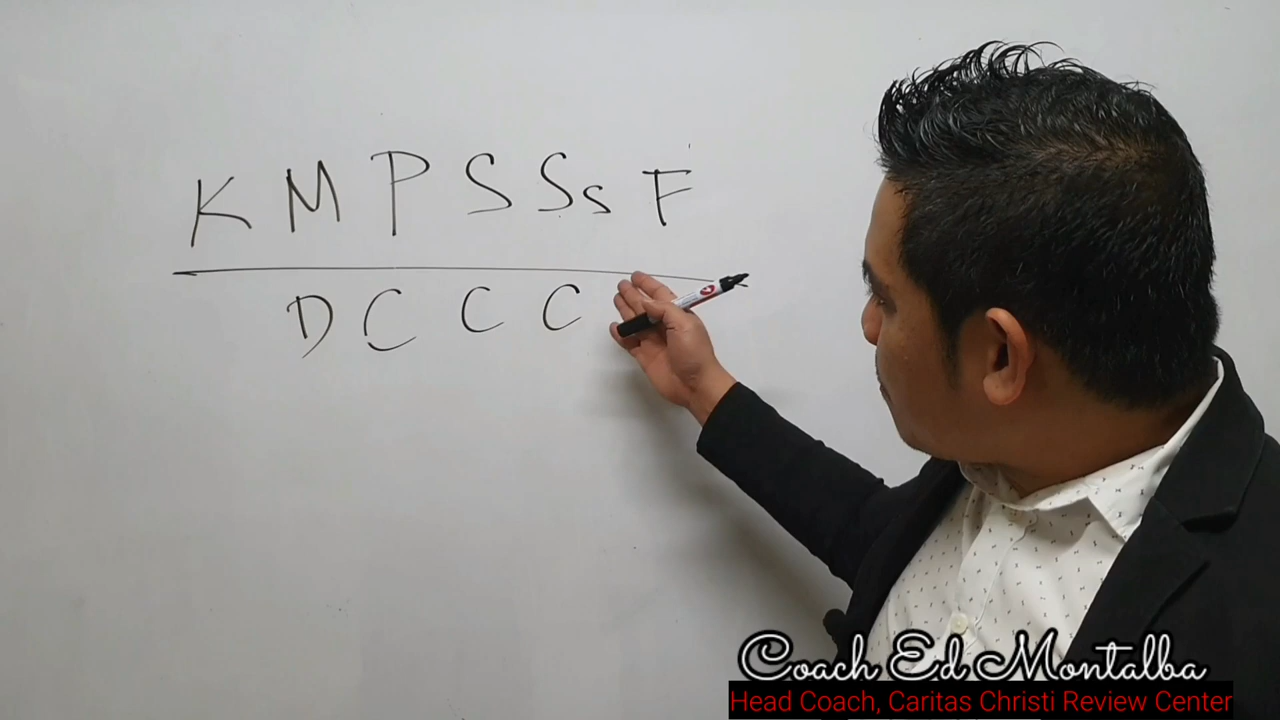 K M P S Ss F
D C C C
Coach Ed Montalba
Head Coach, Caritas Christi Review Center